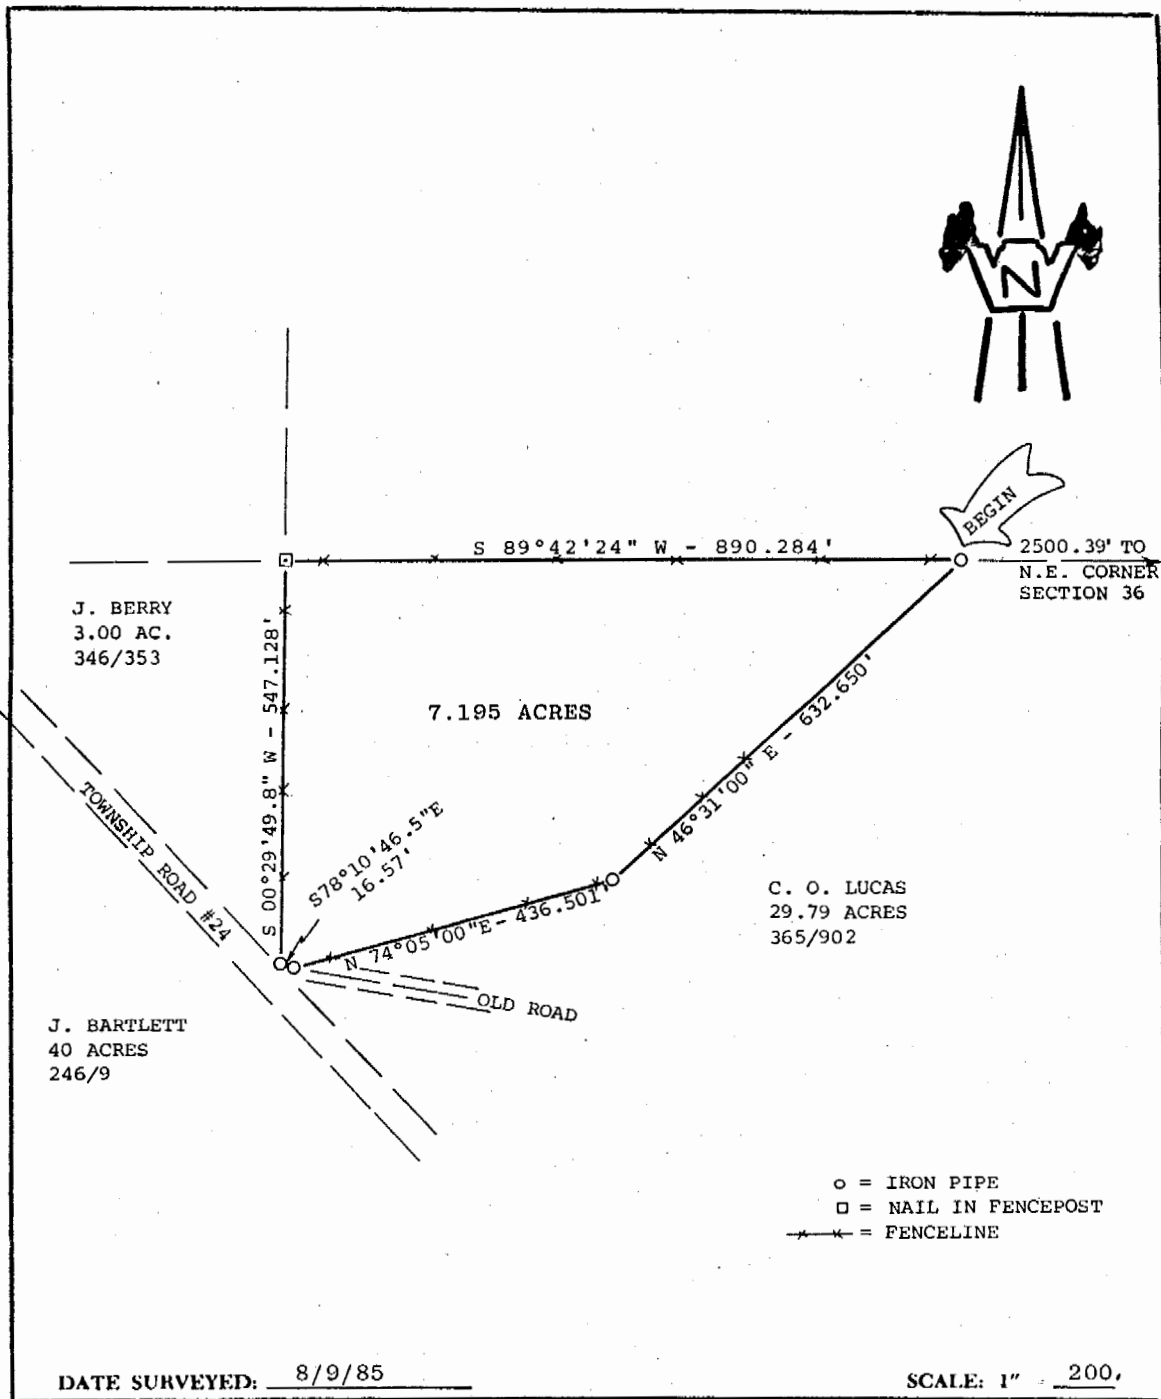 N
BEGIN
S 89°42'24" W - 890.284'
2500.39' TO
N.E. CORNER
SECTION 36
J. BERRY
3.00 AC.
346/353
S 00°29'49.8" W - 547.128'
7.195 ACRES
N 46°31'00" E - 632.650'
TOWNSHIP ROAD #24
S78°10'46.5"E
16.57'
N 74°05'00"E- 436.501'
C. O. LUCAS
29.79 ACRES
365/902
OLD ROAD
J. BARTLETT
40 ACRES
246/9
O = IRON PIPE
□ = NAIL IN FENCEPOST
= FENCELINE
DATE SURVEYED: 8/9/85
SCALE: 1" = 200'